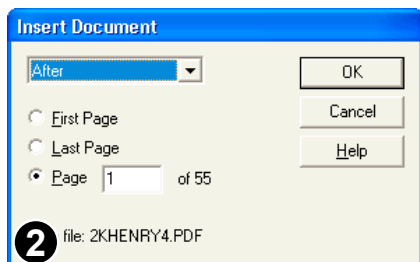 Insert Document
After
OK
First Page
Cancel
Last Page
Help
Page 1 of 55
2 file: 2KHENRY4.PDF